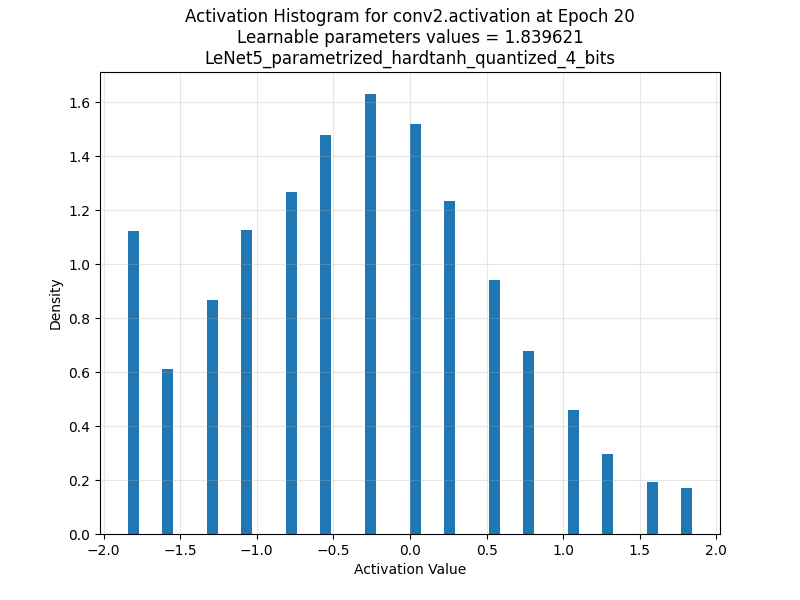 Activation Histogram for conv2.activation at Epoch 20
Learnable parameters values = 1.839621
LeNet5_parametrized_hardtanh_quantized_4_bits
1.6
1.4
1.2
1.0
0.8
0.6
0.4
0.2
0.0
Density
−2.0 −1.5 −1.0 −0.5 0.0 0.5 1.0 1.5 2.0
Activation Value